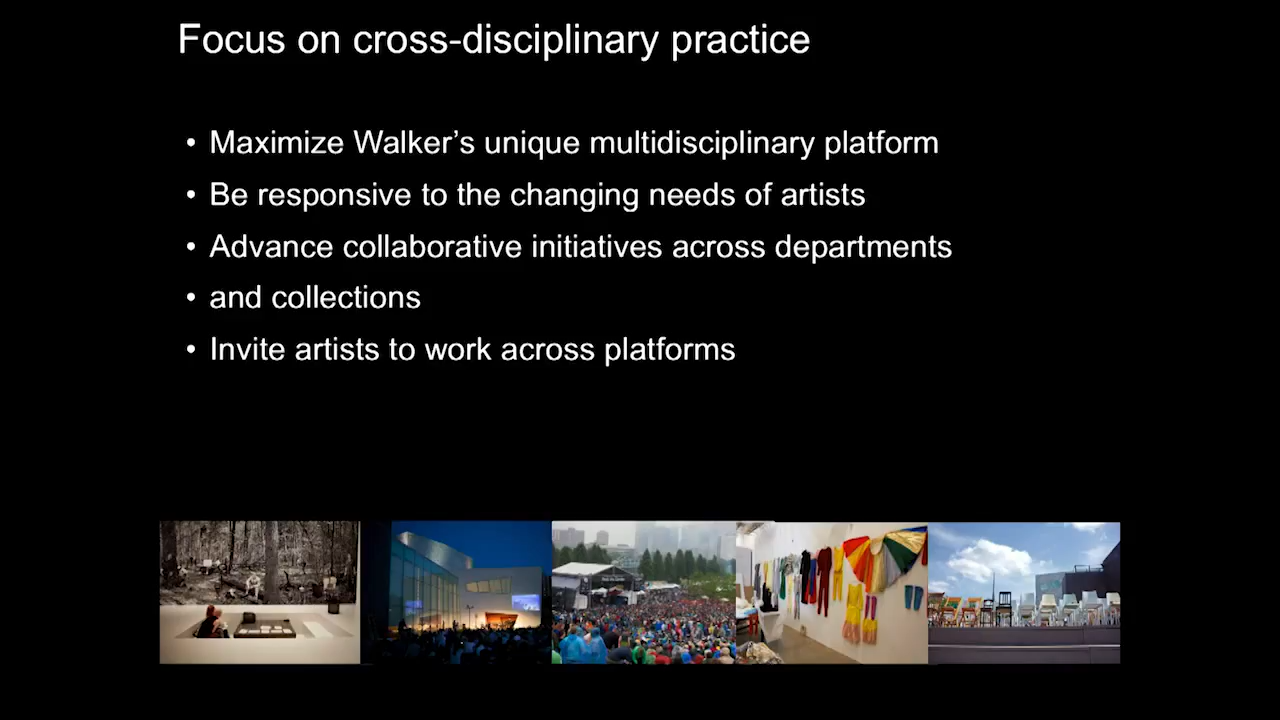 Focus on cross-disciplinary practice
• Maximize Walker's unique multidisciplinary platform
• Be responsive to the changing needs of artists
• Advance collaborative initiatives across departments
• and collections
• Invite artists to work across platforms